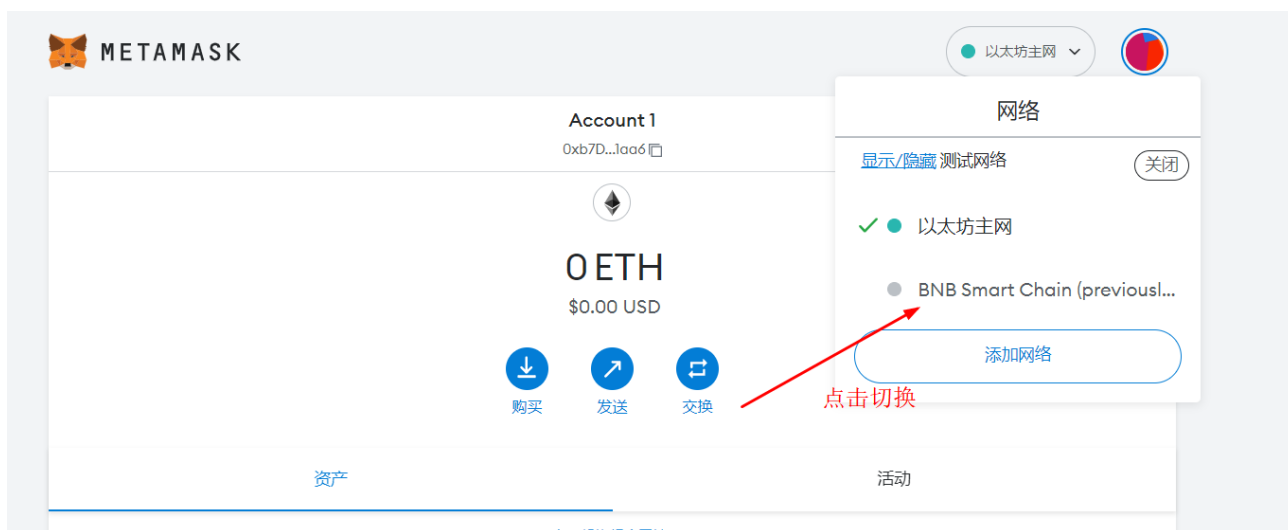 METAMASK
以太坊主网
Account 1
0xb7D...1aa6
网络
显示/隐藏 测试网络
关闭
以太坊主网
0 ETH
$0.00 USD
BNB Smart Chain (previousl...
添加网络
购买
发送
交换
点击切换
资产
活动